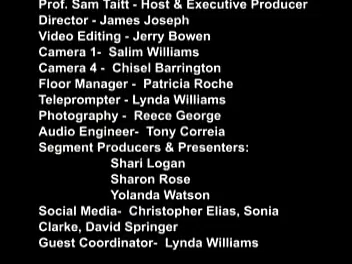 Prof. Sam Taitt - Host & Executive Producer
Director - James Joseph
Video Editing - Jerry Bowen
Camera 1-  Salim Williams
Camera 4 -  Chisel Barrington
Floor Manager -  Patricia Roche
Teleprompter - Lynda Williams
Photography -  Reece George
Audio Engineer-  Tony Correia
Segment Producers & Presenters:
Shari Logan
Sharon Rose
Yolanda Watson
Social Media-  Christopher Elias, Sonia
Clarke, David Springer
Guest Coordinator-  Lynda Williams